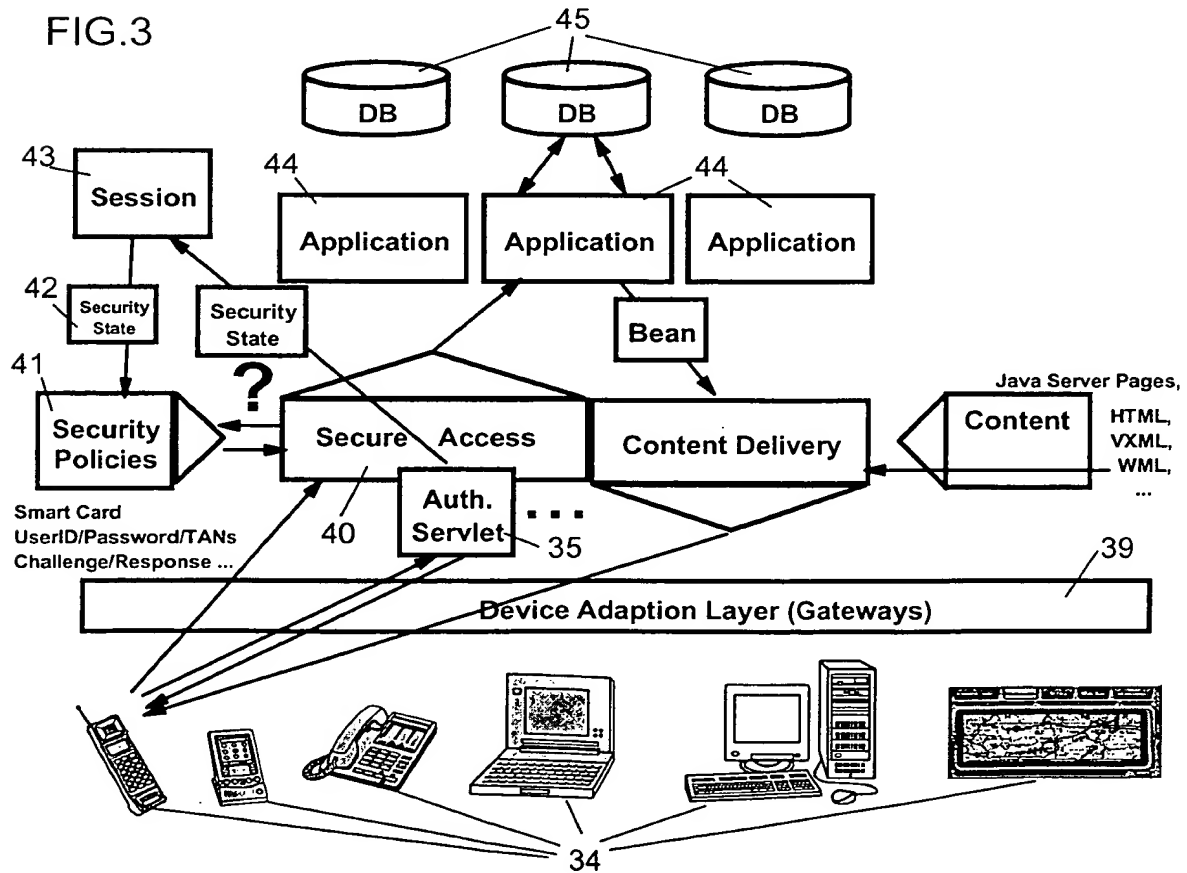 FIG.3
45
DB
DB
DB
43
Session
44
Application
44
Application
Application
42
Security
State
Security
State
Bean
41
?
Security
Policies
Secure Access
40
Content Delivery
Java Server Pages,
Content
HTML,
VXML,
WML,
...
Smart Card
UserID/Password/TANs
Challenge/Response ...
Auth.
Servlet
...
35
39
Device Adaption Layer (Gateways)
34